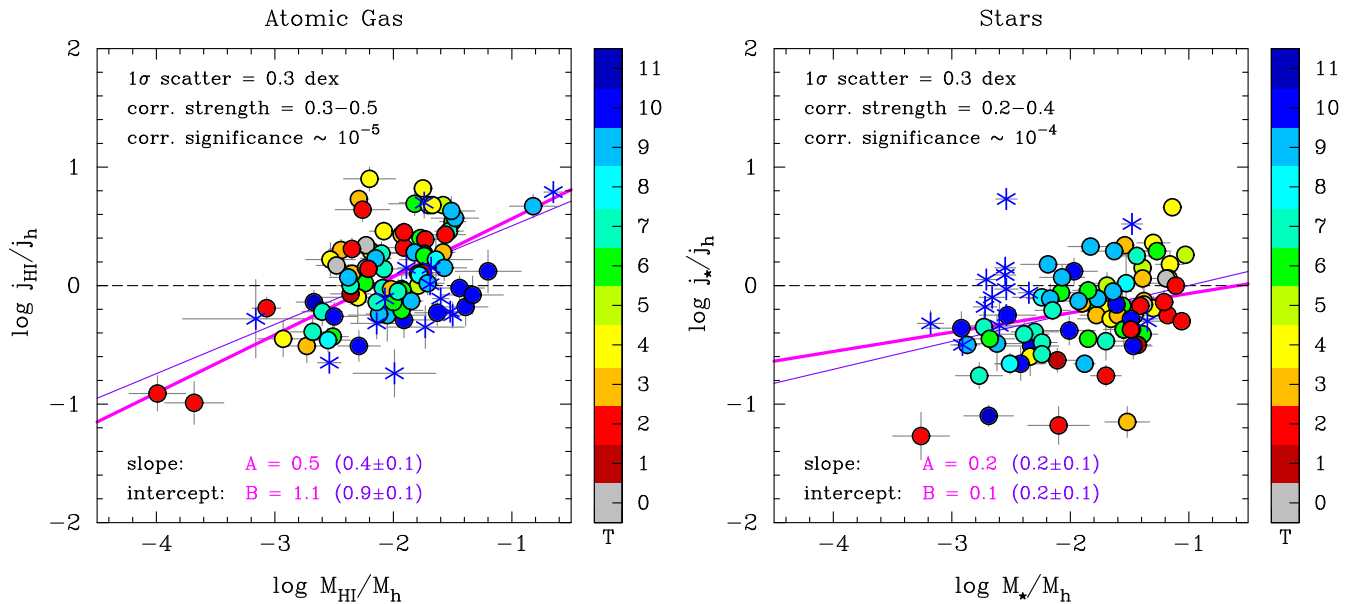 Atomic Gas
1σ scatter = 0.3 dex
corr. strength = 0.3−0.5
corr. significance ~ 10⁻⁵
slope: A = 0.5 (0.4±0.1)
intercept: B = 1.1 (0.9±0.1)
2
1
0
−1
−2
−4 −3 −2 −1
log j_HI/j_h
log M_HI/M_h
11
10
9
8
7
6
5
4
3
2
1
0
T
Stars
1σ scatter = 0.3 dex
corr. strength = 0.2−0.4
corr. significance ~ 10⁻⁴
slope: A = 0.2 (0.2±0.1)
intercept: B = 0.1 (0.2±0.1)
2
1
0
−1
−2
−4 −3 −2 −1
log j_★/j_h
log M_★/M_h
11
10
9
8
7
6
5
4
3
2
1
0
T